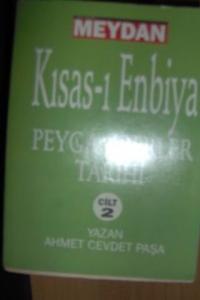 MEYDAN
Kısas-ı Enbiya
TARİHİ
CİLT
2
YAZAN
AHMET CEVDET PAŞA